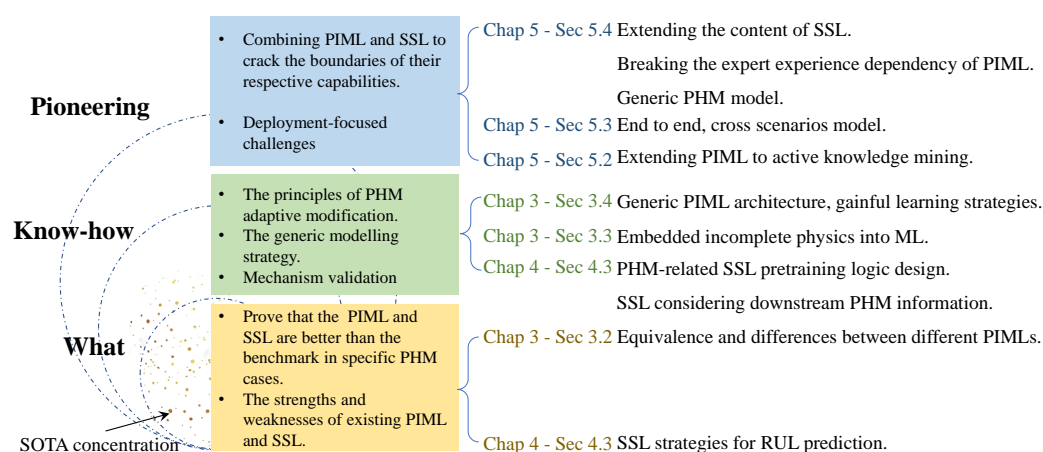 Pioneering
• Combining PIML and SSL to
crack the boundaries of their
respective capabilities.
• Deployment-focused
challenges
Chap 5 - Sec 5.4 Extending the content of SSL.
Breaking the expert experience dependency of PIML.
Generic PHM model.
Chap 5 - Sec 5.3 End to end, cross scenarios model.
Chap 5 - Sec 5.2 Extending PIML to active knowledge mining.
Know-how
• The principles of PHM
adaptive modification.
• The generic modelling
strategy.
• Mechanism validation
Chap 3 - Sec 3.4 Generic PIML architecture, gainful learning strategies.
Chap 3 - Sec 3.3 Embedded incomplete physics into ML.
Chap 4 - Sec 4.3 PHM-related SSL pretraining logic design.
SSL considering downstream PHM information.
What
• Prove that the PIML and
SSL are better than the
benchmark in specific PHM
cases.
• The strengths and
weaknesses of existing PIML
and SSL.
Chap 3 - Sec 3.2 Equivalence and differences between different PIMLs.
Chap 4 - Sec 4.3 SSL strategies for RUL prediction.
SOTA concentration